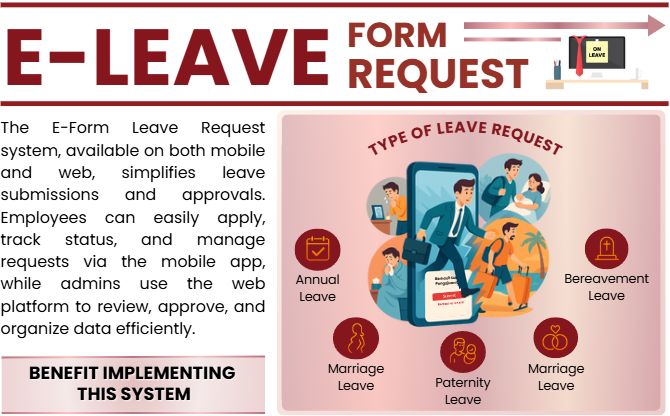 E-LEAVE
FORM
REQUEST
ON
LEAVE
The E-Form Leave Request
system, available on both mobile
and web, simplifies leave
submissions and approvals.
Employees can easily apply,
track status, and manage
requests via the mobile app,
while admins use the web
platform to review, approve, and
organize data efficiently.
BENEFIT IMPLEMENTING
THIS SYSTEM
TYPE OF LEAVE REQUEST
Annual
Leave
Bereavement
Leave
Marriage
Leave
Paternity
Leave
Marriage
Leave